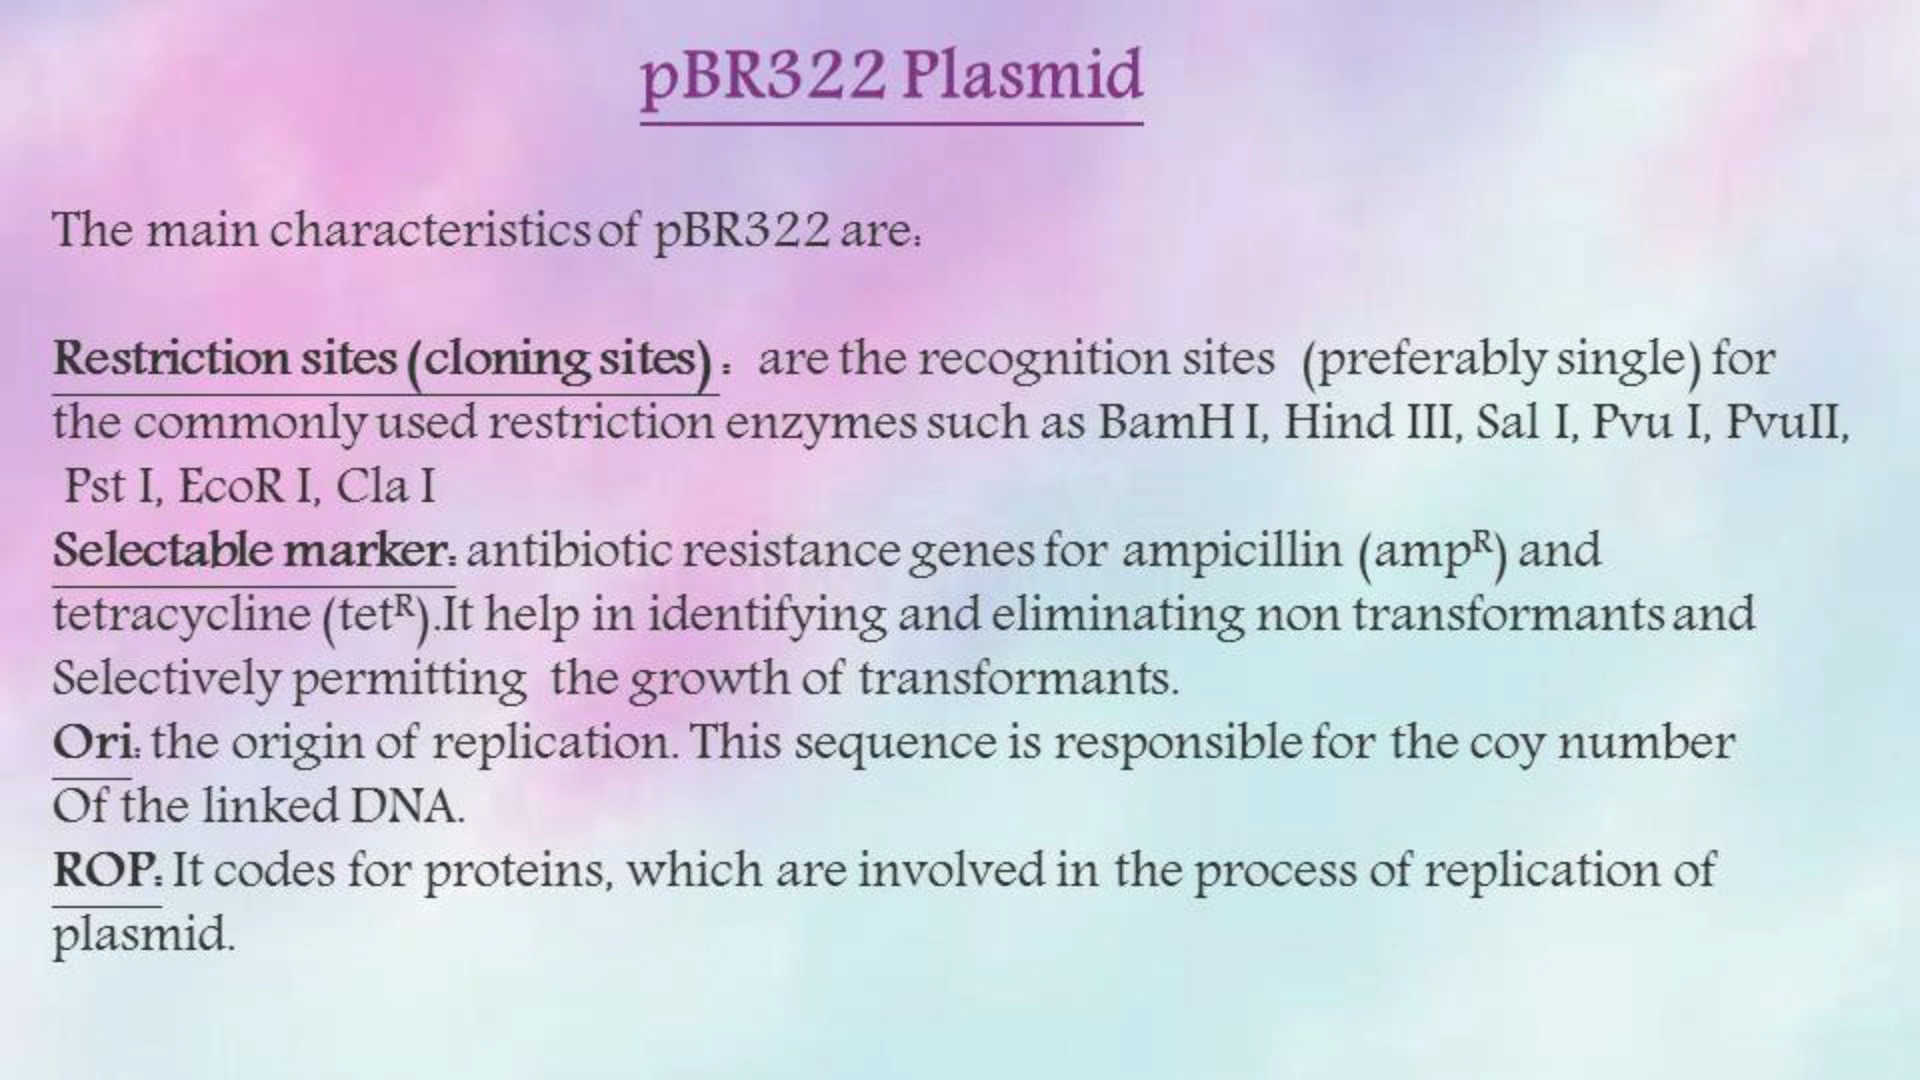 pBR322 Plasmid
The main characteristics of pBR322 are:
Restriction sites (cloning sites) : are the recognition sites (preferably single) for
the commonly used restriction enzymes such as BamH I, Hind III, Sal I, Pvu I, PvuII,
Pst I, EcoR I, Cla I
Selectable marker: antibiotic resistance genes for ampicillin (ampᴿ) and
tetracycline (tetᴿ).It help in identifying and eliminating non transformants and
Selectively permitting the growth of transformants.
Ori: the origin of replication. This sequence is responsible for the coy number
Of the linked DNA.
ROP: It codes for proteins, which are involved in the process of replication of
plasmid.